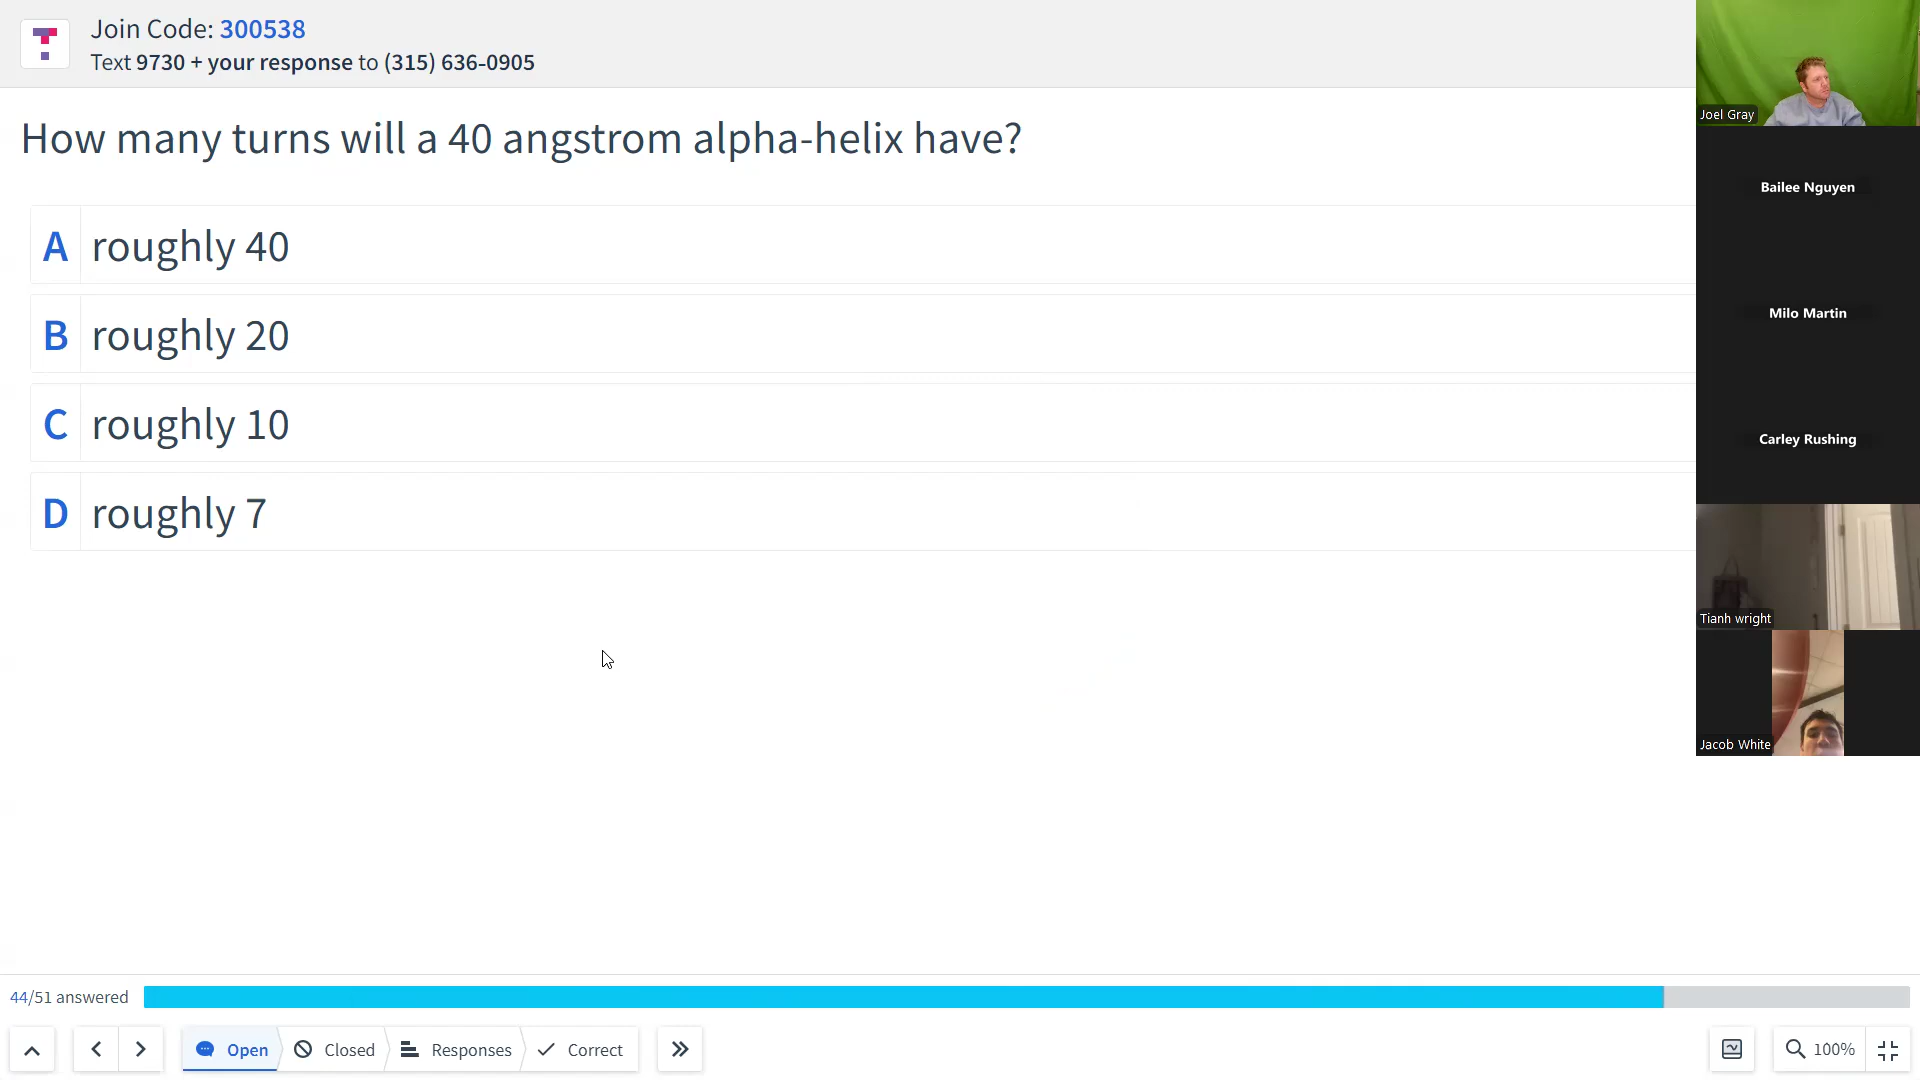 Join Code: 300538
Text 9730 + your response to (315) 636-0905
How many turns will a 40 angstrom alpha-helix have?
A roughly 40
B roughly 20
C roughly 10
D roughly 7
Joel Gray
Bailee Nguyen
Milo Martin
Carley Rushing
Tianh wright
Jacob White
44/51 answered
Open Closed Responses Correct
100%